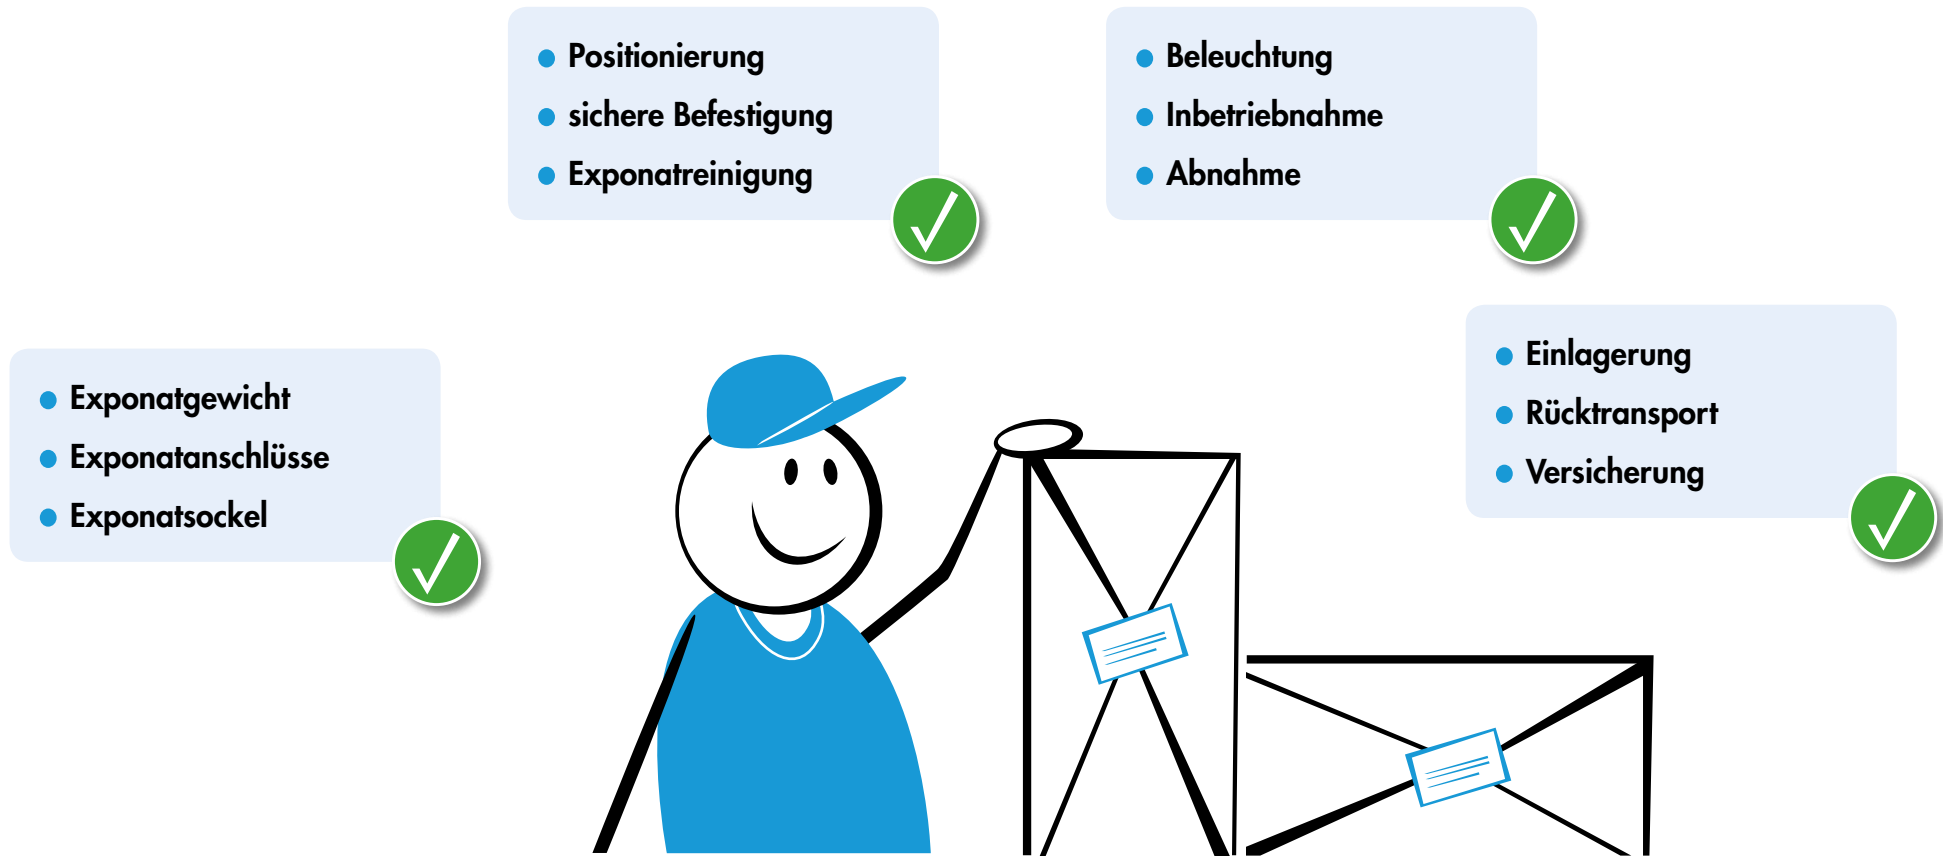 Positionierung
sichere Befestigung
Exponatreinigung
Beleuchtung
Inbetriebnahme
Abnahme
Exponatgewicht
Exponatanschlüsse
Exponatsockel
Einlagerung
Rücktransport
Versicherung